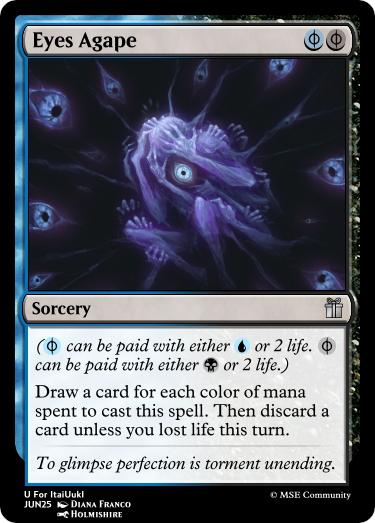 Eyes Agape
Sorcery
( can be paid with either or 2 life.
can be paid with either or 2 life.)
Draw a card for each color of mana
spent to cast this spell. Then discard a
card unless you lost life this turn.
To glimpse perfection is torment unending.
U For ItaiUukI
JUN25 Diana Franco
Holmishire
© MSE Community